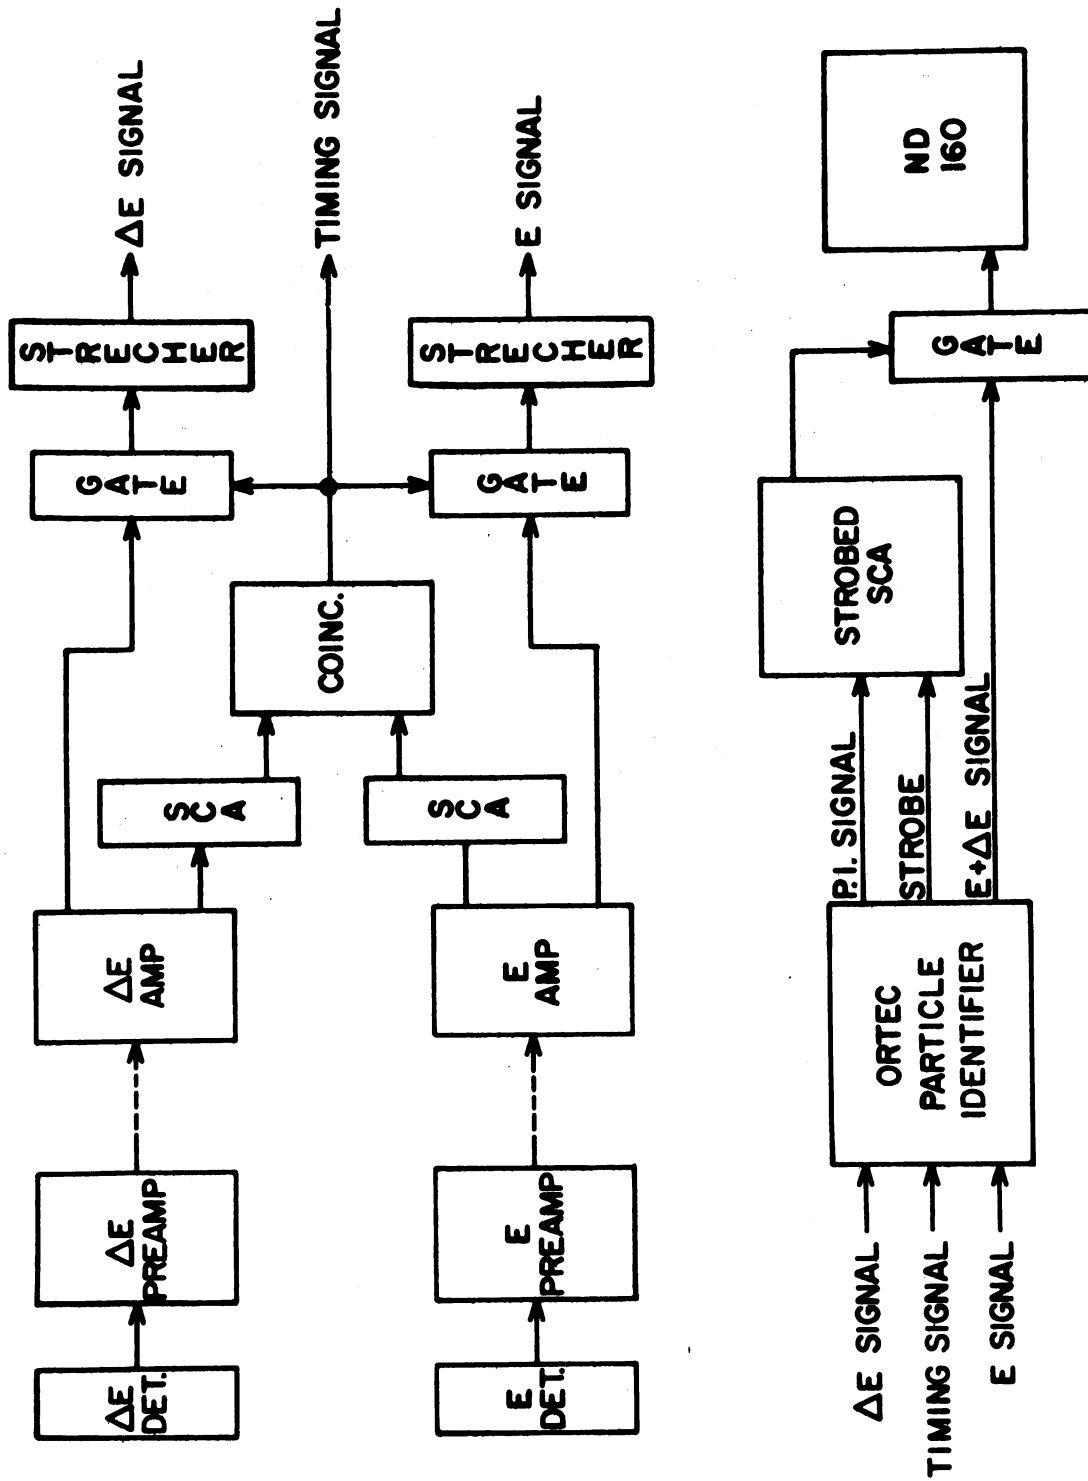 ΔE
DET.
ΔE
PREAMP
ΔE
AMP
SCA
GATE
STRECHER
ΔE SIGNAL
COINC.
TIMING SIGNAL
E
DET.
E
PREAMP
E
AMP
SCA
GATE
STRECHER
E SIGNAL
ΔE SIGNAL
TIMING SIGNAL
E SIGNAL
ORTEC
PARTICLE
IDENTIFIER
P.I. SIGNAL
STROBE
E+ΔE SIGNAL
STROBED
SCA
GATE
ND
160